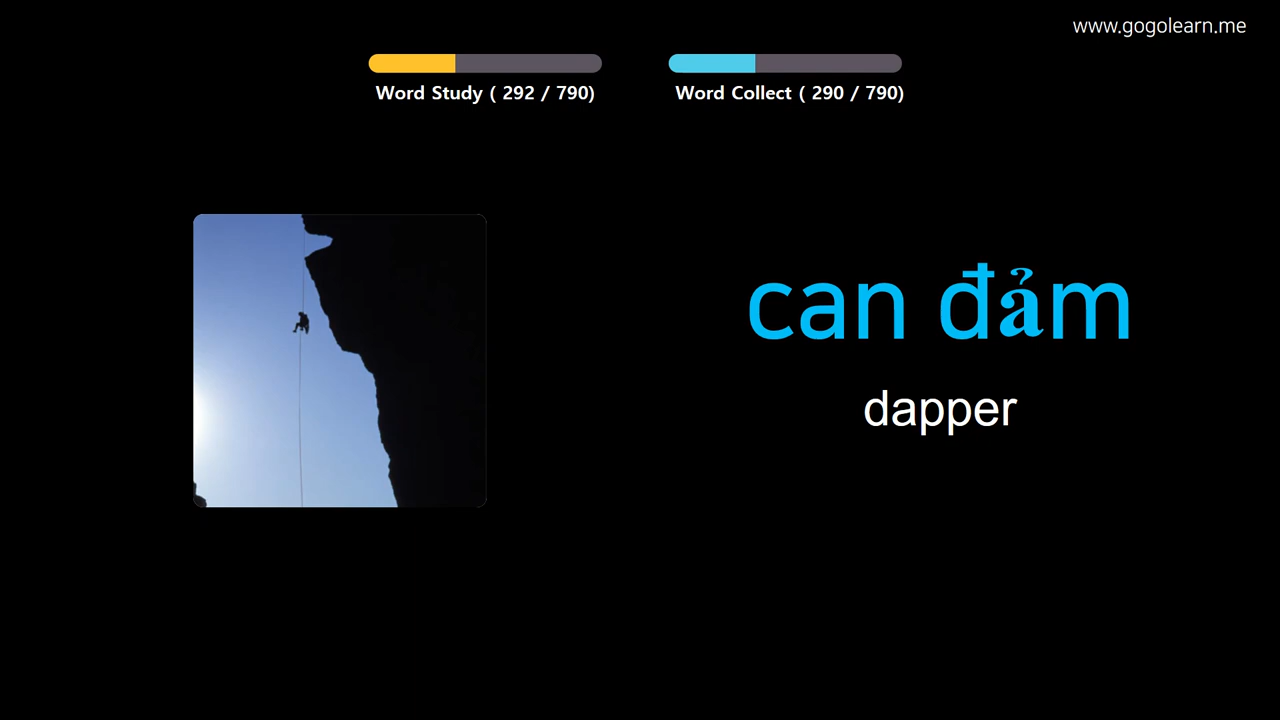 www.gogolearn.me
Word Study ( 292 / 790)
Word Collect ( 290 / 790)
can đảm
dapper